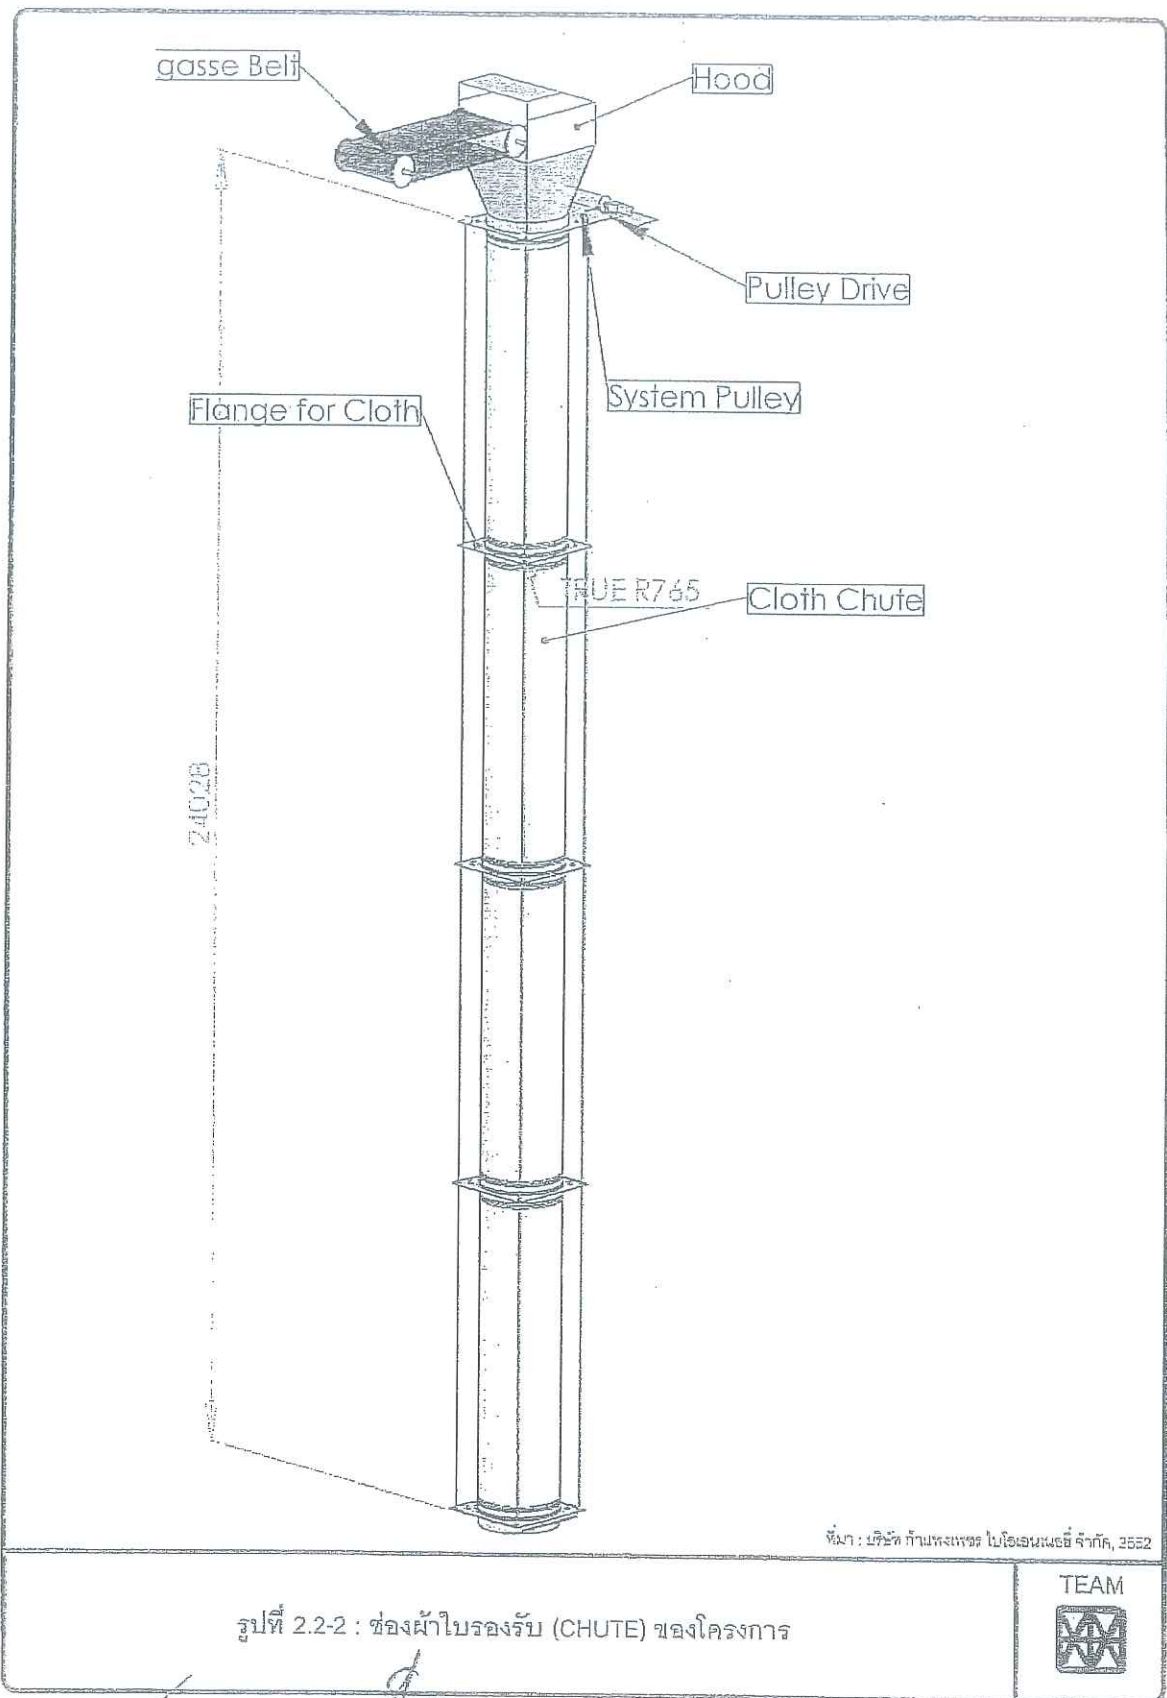 gasse Belt
Hood
Pulley Drive
System Pulley
Flange for Cloth
TRUE R765
Cloth Chute
24028
ที่มา : บริษัท กำแพงเพชร ไบโอเอนเนอยี่ จำกัด, 2552
TEAM
รูปที่ 2.2-2 : ช่องผ้าใบรองรับ (CHUTE) ของโครงการ